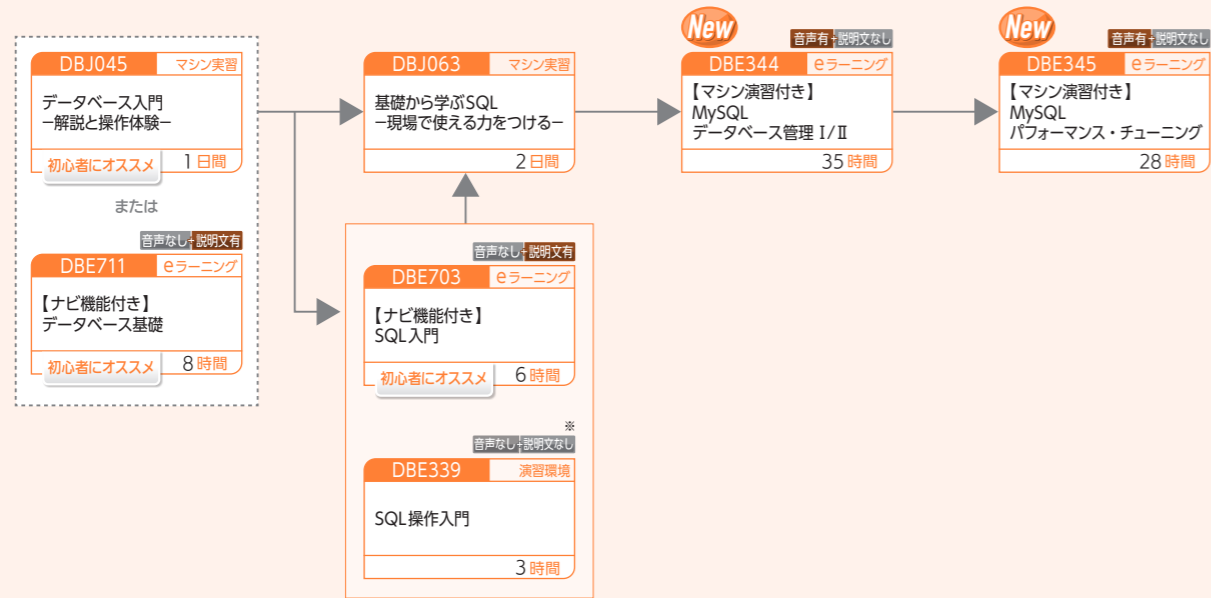 DBJ045 マシン実習
データベース入門
−解説と操作体験−
初心者にオススメ 1日間
または
音声なし+説明文有
DBE711 eラーニング
【ナビ機能付き】
データベース基礎
初心者にオススメ 8時間
DBJ063 マシン実習
基礎から学ぶSQL
−現場で使える力をつける−
2日間
音声なし+説明文有
DBE703 eラーニング
【ナビ機能付き】
SQL入門
初心者にオススメ 6時間
※
音声なし+説明文なし
DBE339 演習環境
SQL操作入門
3時間
New
音声有+説明文なし
DBE344 eラーニング
【マシン演習付き】
MySQL
データベース管理 Ⅰ/Ⅱ
35時間
New
音声有+説明文なし
DBE345 eラーニング
【マシン演習付き】
MySQL
パフォーマンス・チューニング
28時間